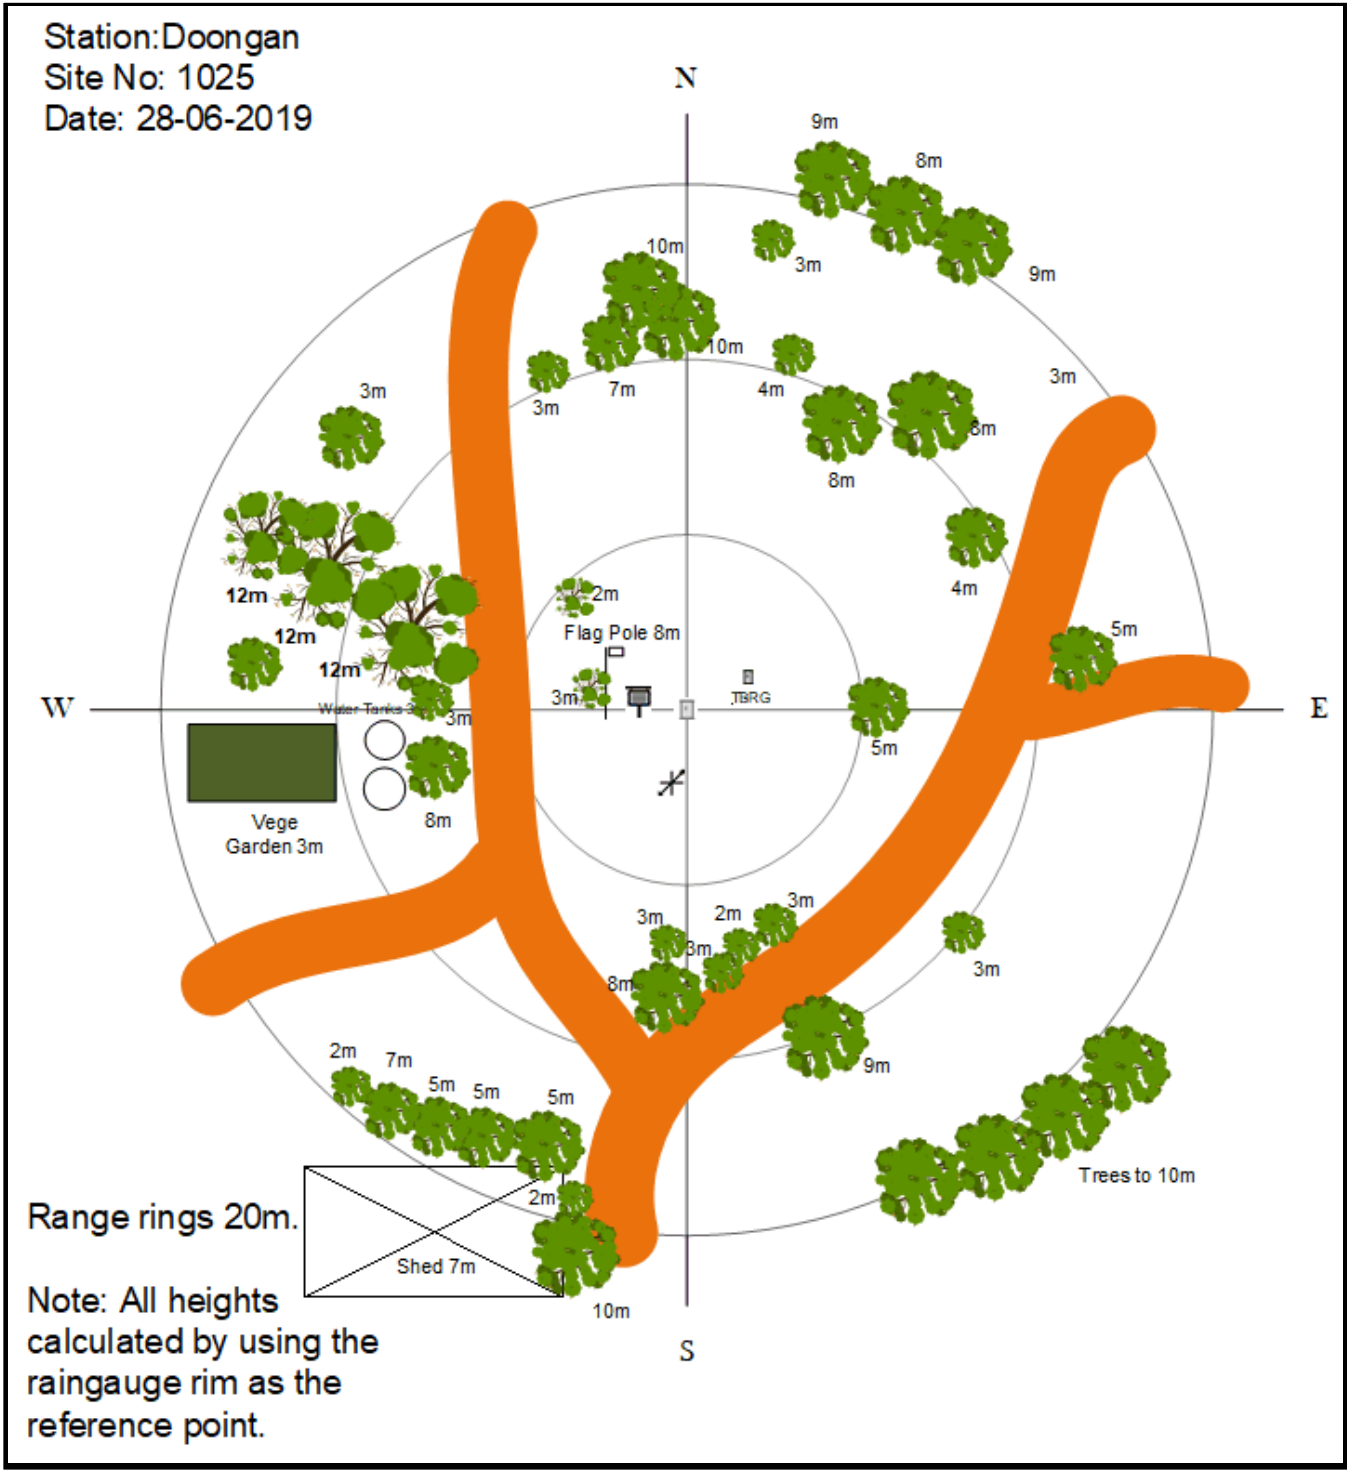 Station:Doongan
Site No: 1025
Date: 28-06-2019
N
9m
8m
9m
3m
10m
10m
7m
3m
4m
3m
3m
8m
8m
4m
12m
12m
12m
2m
Flag Pole 8m
3m
TBRG
5m
5m
W
E
Water Tanks 3m
3m
8m
Vege
Garden 3m
3m
2m
3m
3m
8m
3m
9m
2m
7m
5m
5m
5m
2m
Trees to 10m
Shed 7m
10m
S
Range rings 20m.
Note: All heights
calculated by using the
raingauge rim as the
reference point.